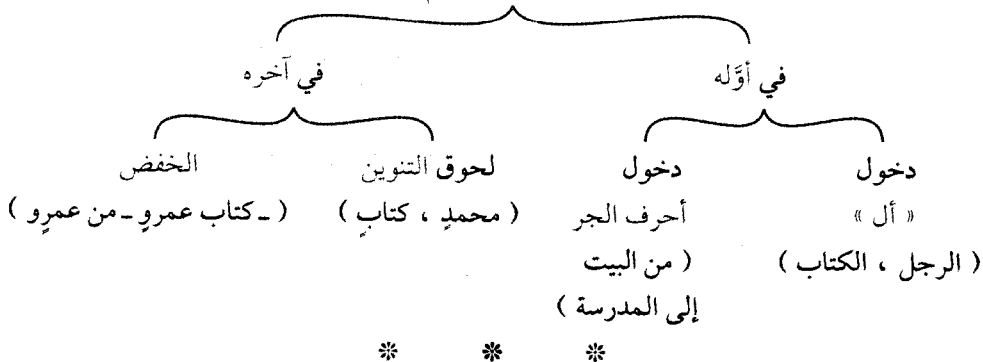 في أوَّله في آخره
دخول دخول لحوق التنوين الخفض
« أل » أحرف الجر ( محمدٍ ، كتابٍ ) ( ـ كتاب عمروٍ ـ من عمرٍو )
( الرجل ، الكتاب ) ( من البيت
إلى المدرسة )